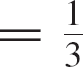 = 1/3